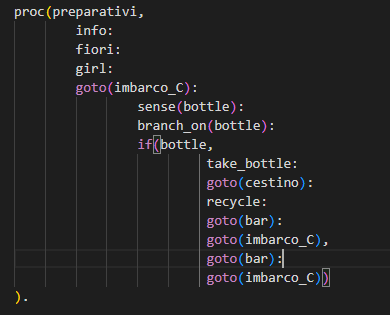 proc(preparativi,
info:
fiori:
girl:
goto(imbarco_C):
sense(bottle):
branch_on(bottle):
if(bottle,
take_bottle:
goto(cestino):
recycle:
goto(bar):
goto(imbarco_C),
goto(bar):
goto(imbarco_C))
).